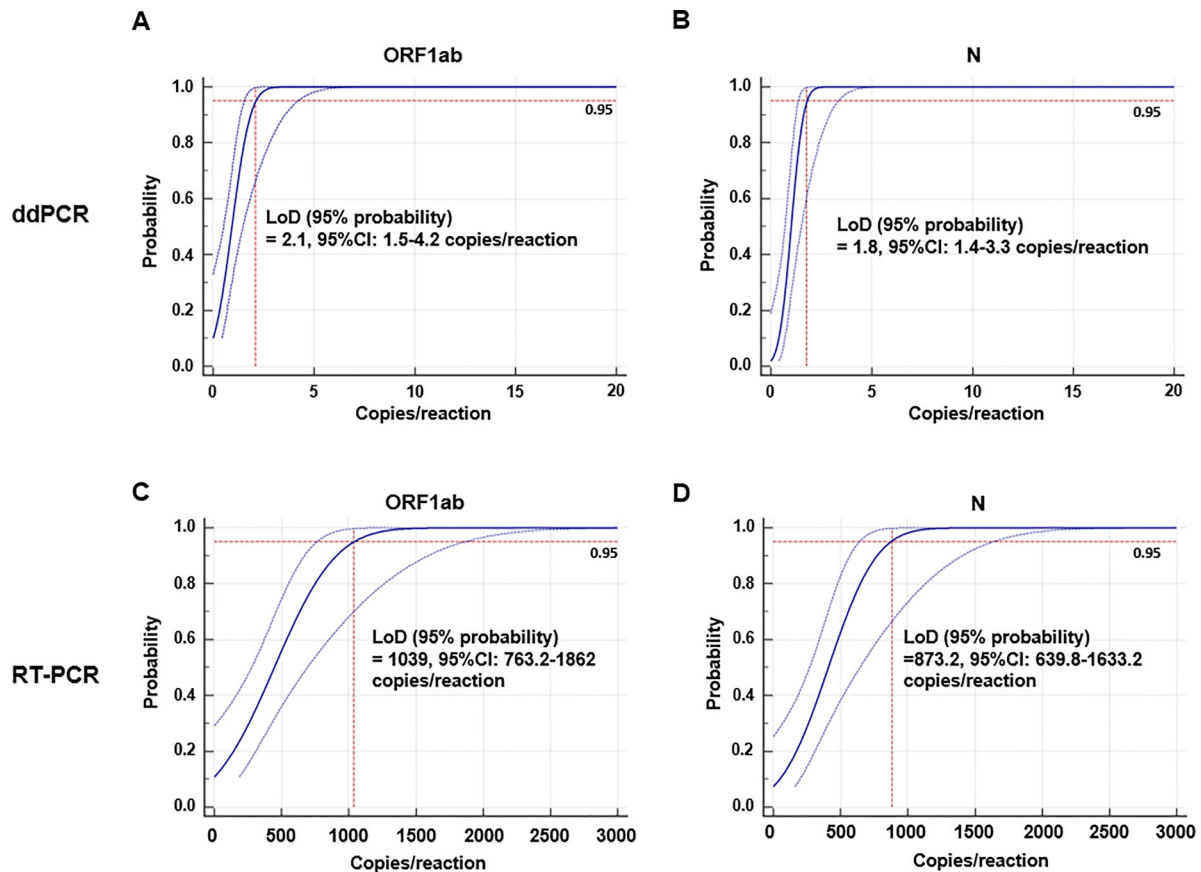 A
ORF1ab
1.0
0.8
0.6
0.4
0.2
0.0
Probability
0.95
LoD (95% probability)
= 2.1, 95%CI: 1.5-4.2 copies/reaction
0 5 10 15 20
Copies/reaction
B
N
1.0
0.8
0.6
0.4
0.2
0.0
Probability
0.95
LoD (95% probability)
= 1.8, 95%CI: 1.4-3.3 copies/reaction
0 5 10 15 20
Copies/reaction
ddPCR
C
ORF1ab
1.0
0.8
0.6
0.4
0.2
0.0
Probability
0.95
LoD (95% probability)
= 1039, 95%CI: 763.2-1862
copies/reaction
0 500 1000 1500 2000 2500 3000
Copies/reaction
D
N
1.0
0.8
0.6
0.4
0.2
0.0
Probability
0.95
LoD (95% probability)
=873.2, 95%CI: 639.8-1633.2
copies/reaction
0 500 1000 1500 2000 2500 3000
Copies/reaction
RT-PCR